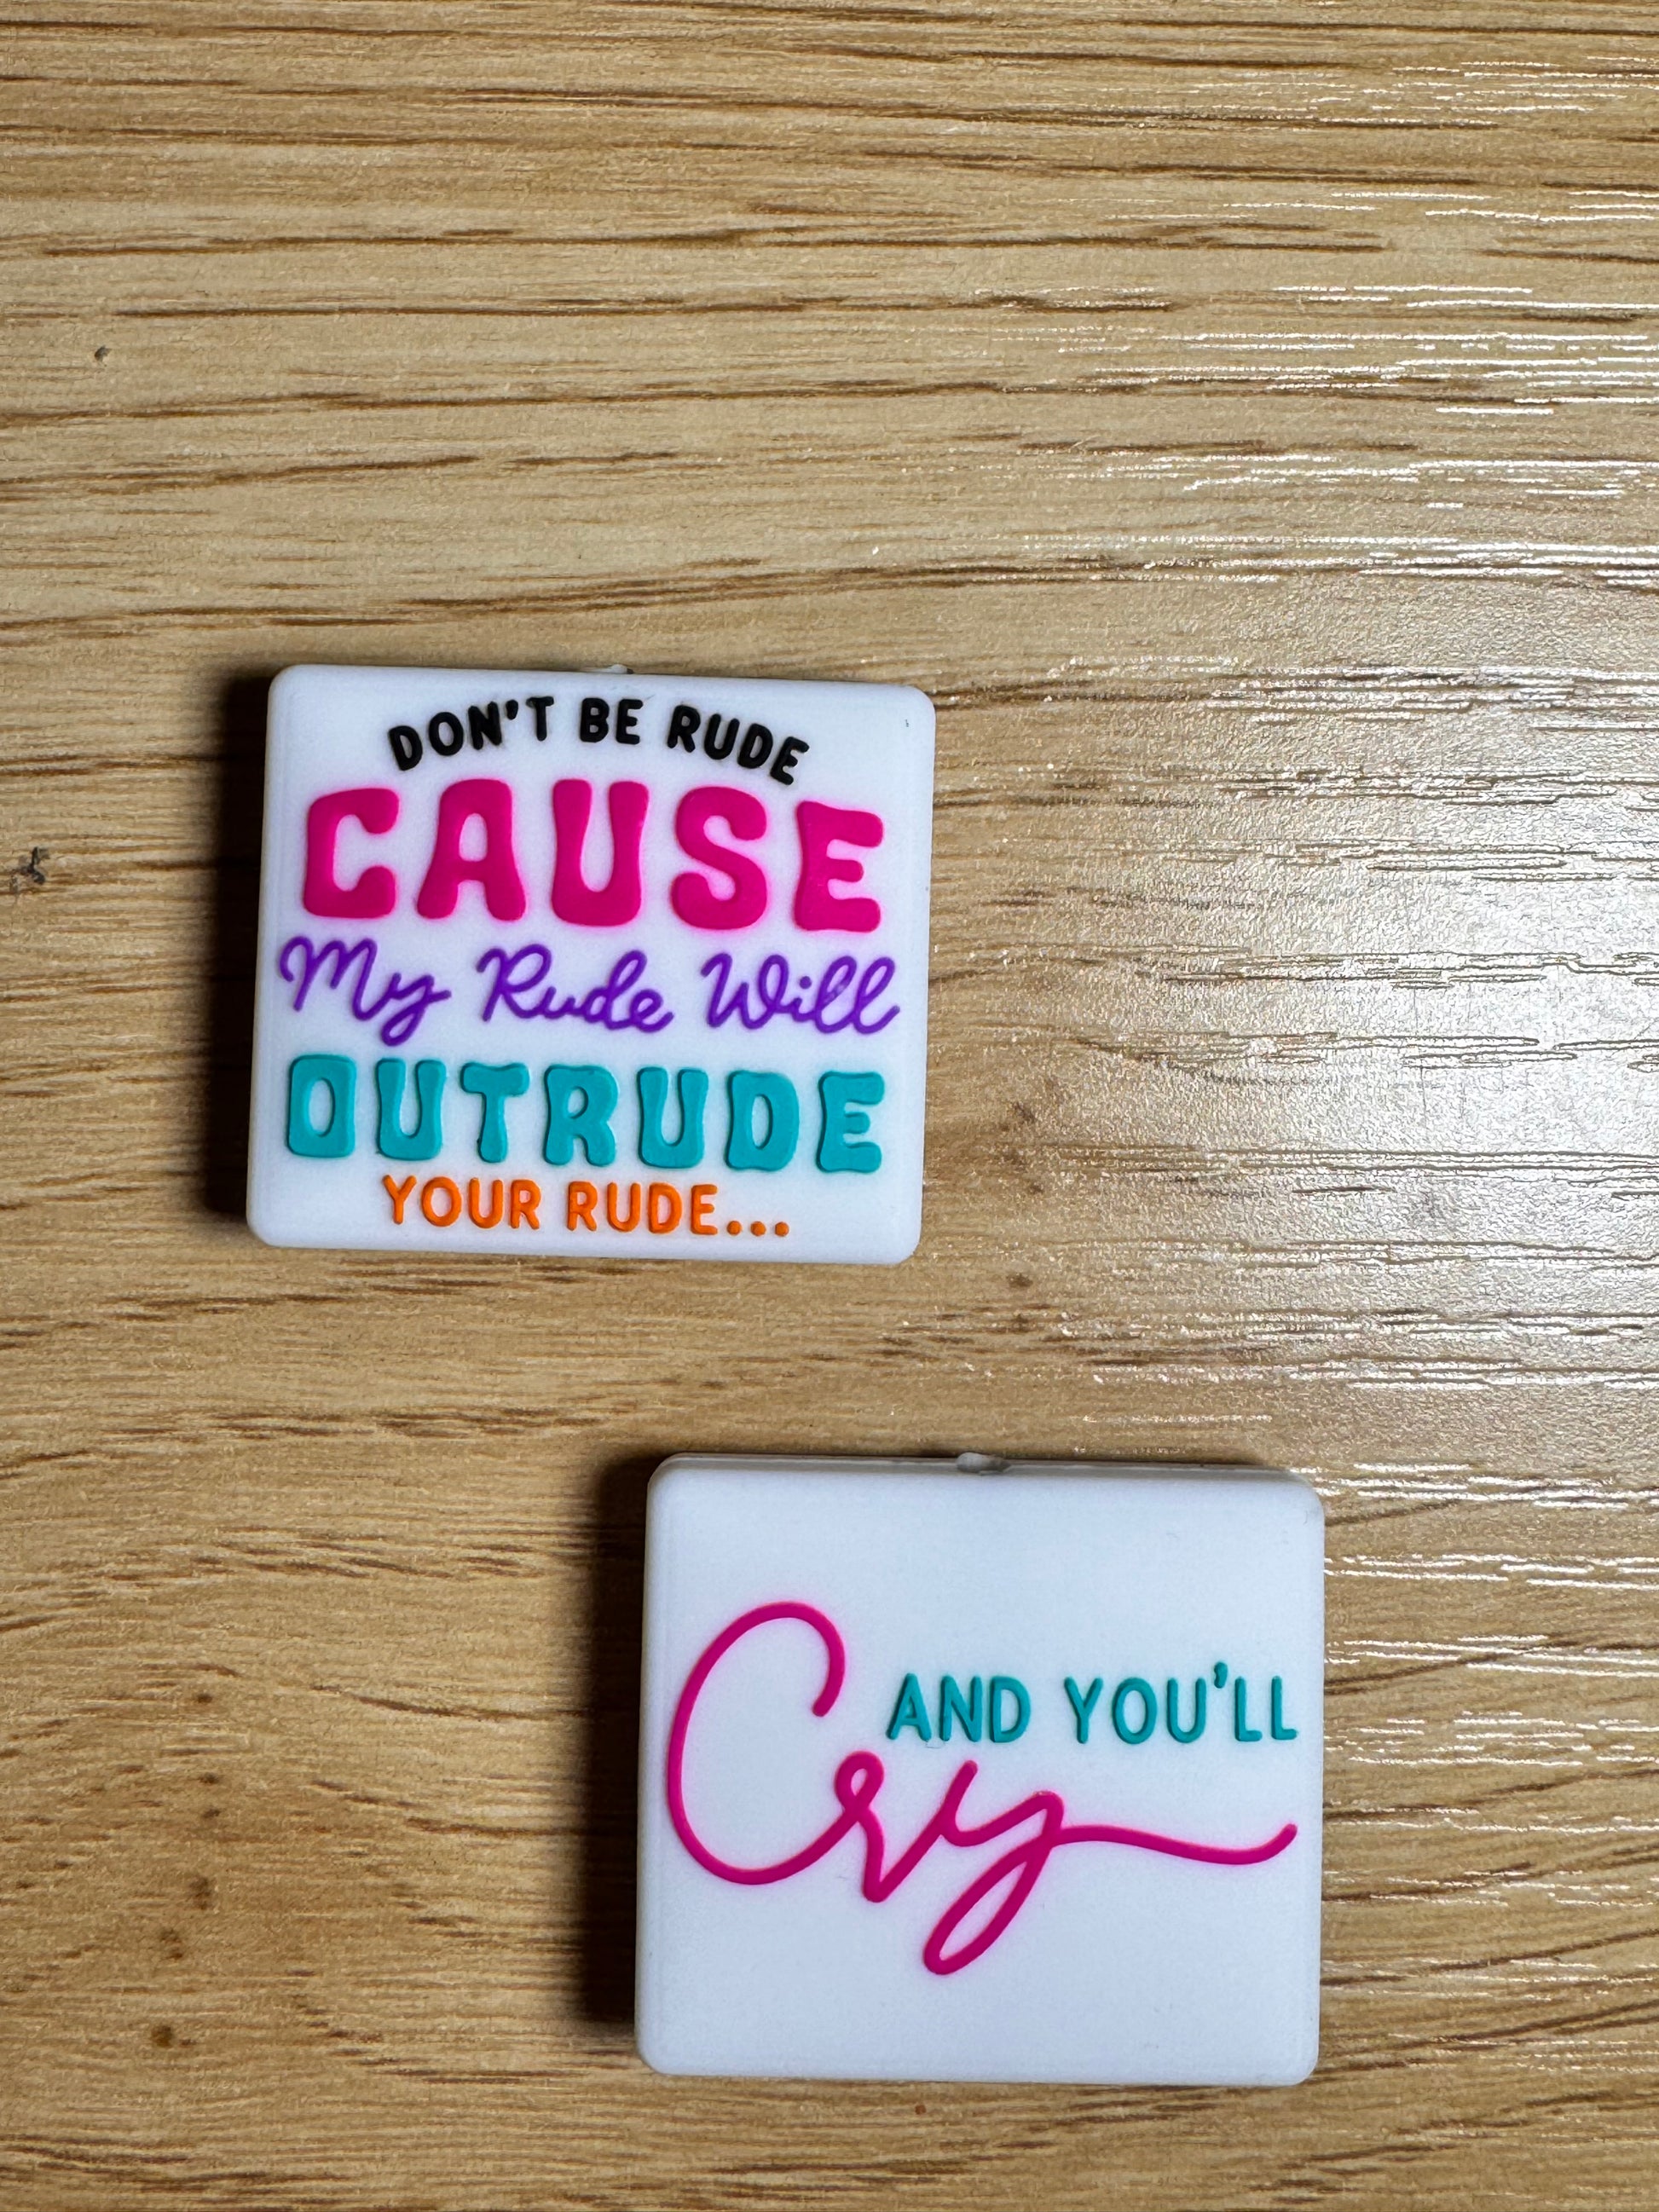 DON'T BE RUDE
CAUSE
My Rude Will
OUTRUDE
YOUR RUDE...
AND YOU'LL
Cry